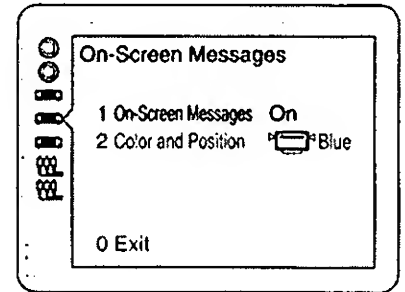 On-Screen Messages
1 On-Screen Messages On
2 Color and Position Blue
0 Exit